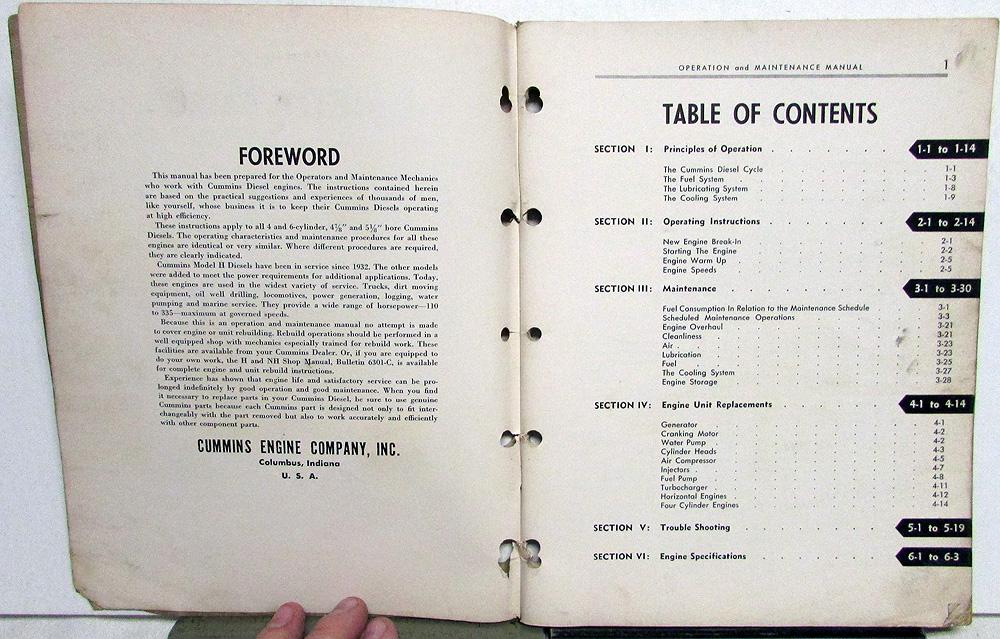 FOREWORD
This manual has been prepared for the Operators and Maintenance Mechanics
who work with Cummins Diesel engines. The instructions contained herein
are based on the practical suggestions and experiences of thousands of men,
like yourself, whose business it is to keep their Cummins Diesels operating
at high efficiency.
These instructions apply to all 4 and 6-cylinder, 4⅞" and 5⅛" bore Cummins
Diesels. The operating characteristics and maintenance procedures for all these
engines are identical or very similar. Where different procedures are required,
they are clearly indicated.
Cummins Model H Diesels have been in service since 1932. The other models
were added to meet the power requirements for additional applications. Today,
these engines are used in the widest variety of service. Trucks, dirt moving
equipment, oil well drilling, locomotives, power generation, logging, water
pumping and marine service. They provide a wide range of horsepower—110
to 335—maximum at governed speeds.
Because this is an operation and maintenance manual no attempt is made
to cover engine or unit rebuilding. Rebuild operations should be performed in a
well equipped shop with mechanics especially trained for rebuild work. These
facilities are available from your Cummins Dealer. Or, if you are equipped to
do your own work, the H and NH Shop Manual, Bulletin 6301-C, is available
for complete engine and unit rebuild instructions.
Experience has shown that engine life and satisfactory service can be pro-
longed indefinitely by good operation and good maintenance. When you find
it necessary to replace parts in your Cummins Diesel, be sure to use genuine
Cummins parts because each Cummins part is designed not only to fit inter-
changeably with the part removed but also to work accurately and efficiently
with other component parts.
CUMMINS ENGINE COMPANY, INC.
Columbus, Indiana
U. S. A.
OPERATION and MAINTENANCE MANUAL 1
TABLE OF CONTENTS
SECTION I: Principles of Operation . . . . . . . 1-1 to 1-14
The Cummins Diesel Cycle 1-1
The Fuel System 1-3
The Lubricating System 1-8
The Cooling System 1-9
SECTION II: Operating Instructions . . . . . . . 2-1 to 2-14
New Engine Break-In 2-1
Starting The Engine 2-2
Engine Warm Up 2-5
Engine Speeds 2-5
SECTION III: Maintenance . . . . . . . 3-1 to 3-30
Fuel Consumption In Relation to the Maintenance Schedule 3-1
Scheduled Maintenance Operations 3-3
Engine Overhaul 3-21
Cleanliness 3-21
Air 3-23
Lubrication 3-23
Fuel 3-25
The Cooling System 3-27
Engine Storage 3-28
SECTION IV: Engine Unit Replacements . . . . . . . 4-1 to 4-14
Generator 4-1
Cranking Motor 4-2
Water Pump 4-2
Cylinder Heads 4-3
Air Compressor 4-5
Injectors 4-7
Fuel Pump 4-8
Turbocharger 4-11
Horizontal Engines 4-12
Four Cylinder Engines 4-14
SECTION V: Trouble Shooting . . . . . . . 5-1 to 5-19
SECTION VI: Engine Specifications . . . . . . . 6-1 to 6-3